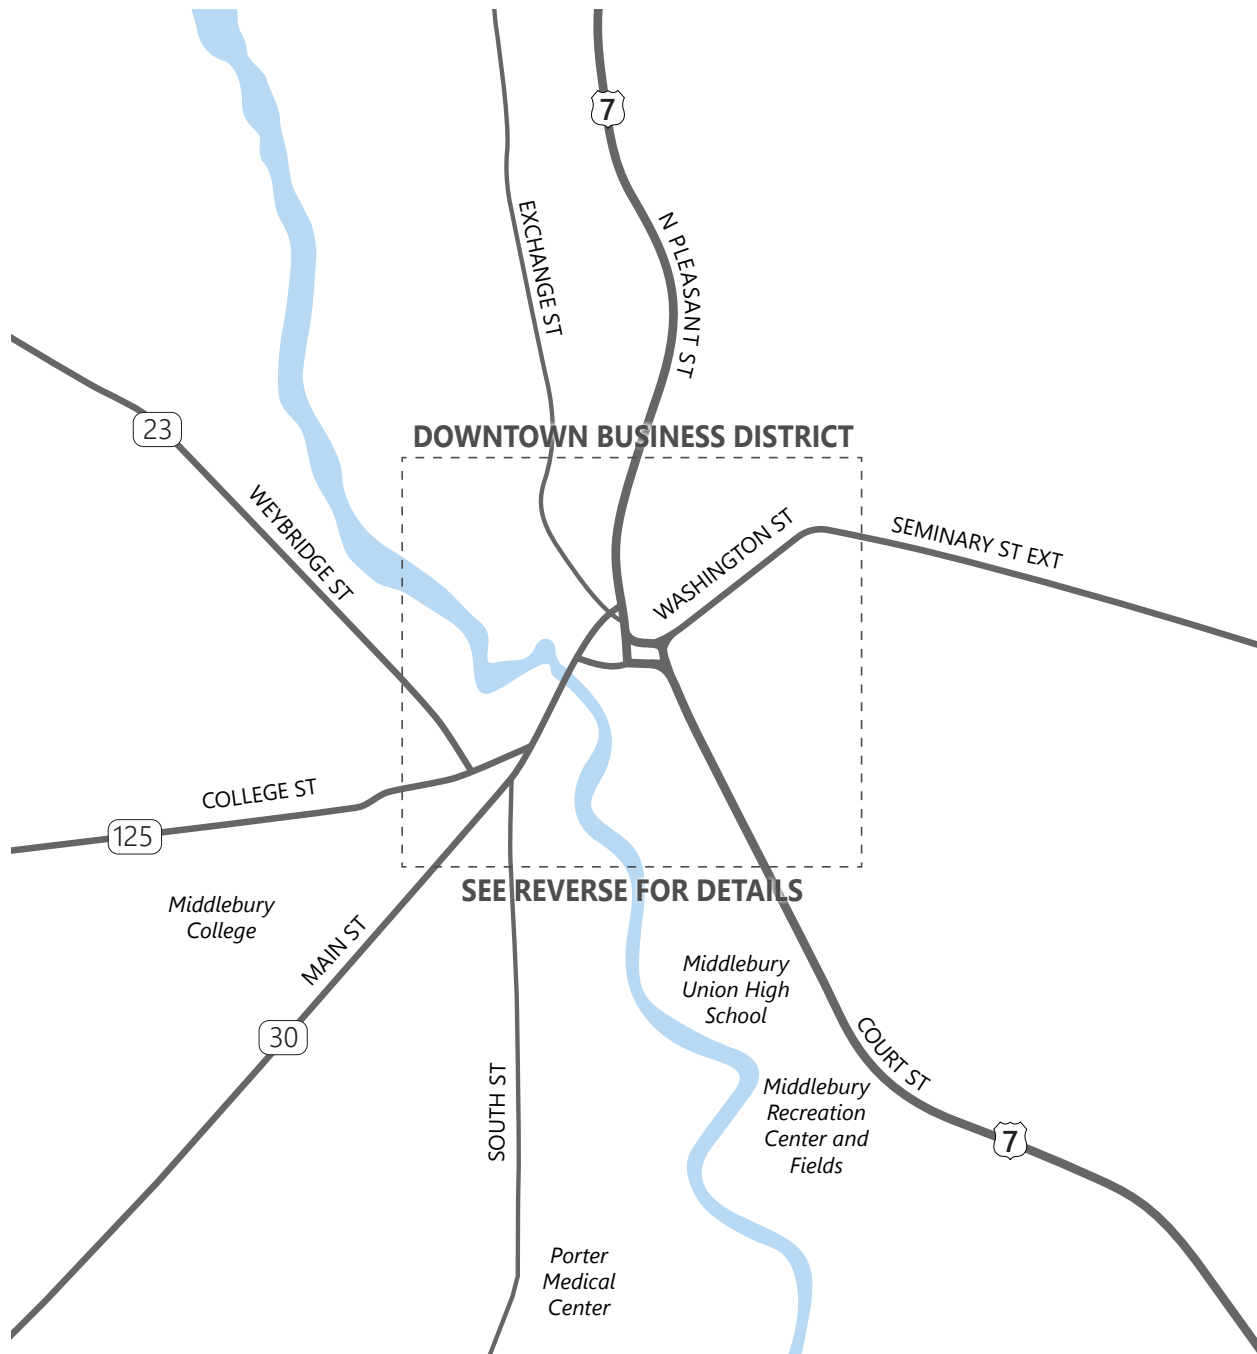 7
EXCHANGE ST
N PLEASANT ST
23
DOWNTOWN BUSINESS DISTRICT
WEYBRIDGE ST
WASHINGTON ST
SEMINARY ST EXT
COLLEGE ST
125
SEE REVERSE FOR DETAILS
Middlebury
College
MAIN ST
Middlebury
Union High
School
30
COURT ST
SOUTH ST
Middlebury
Recreation
Center and
Fields
7
Porter
Medical
Center